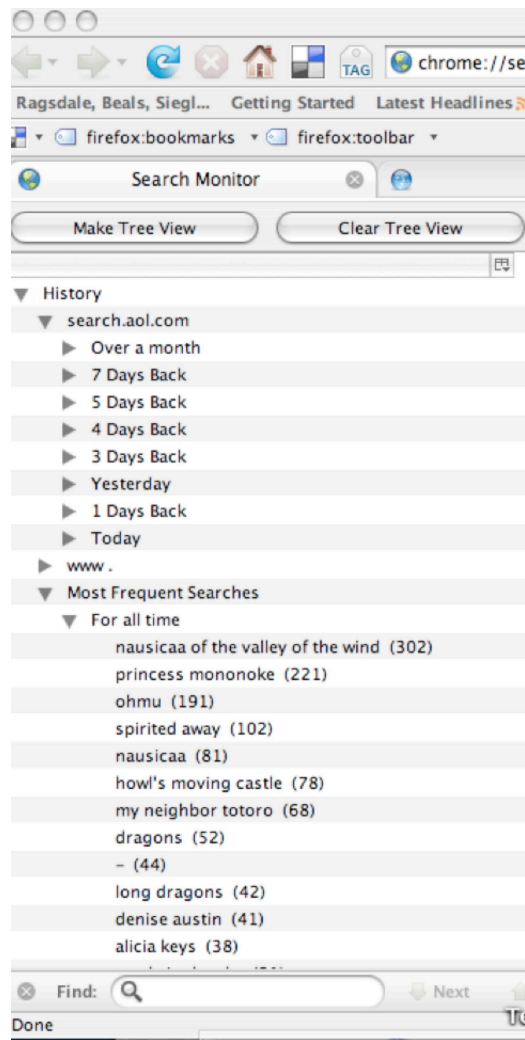 TAG chrome://se
Ragsdale, Beals, Siegl... Getting Started Latest Headlines
firefox:bookmarks firefox:toolbar
Search Monitor
Make Tree View Clear Tree View
History
search.aol.com
Over a month
7 Days Back
5 Days Back
4 Days Back
3 Days Back
Yesterday
1 Days Back
Today
www .
Most Frequent Searches
For all time
nausicaa of the valley of the wind (302)
princess mononoke (221)
ohmu (191)
spirited away (102)
nausicaa (81)
howl's moving castle (78)
my neighbor totoro (68)
dragons (52)
– (44)
long dragons (42)
denise austin (41)
alicia keys (38)
Find: Next
Done